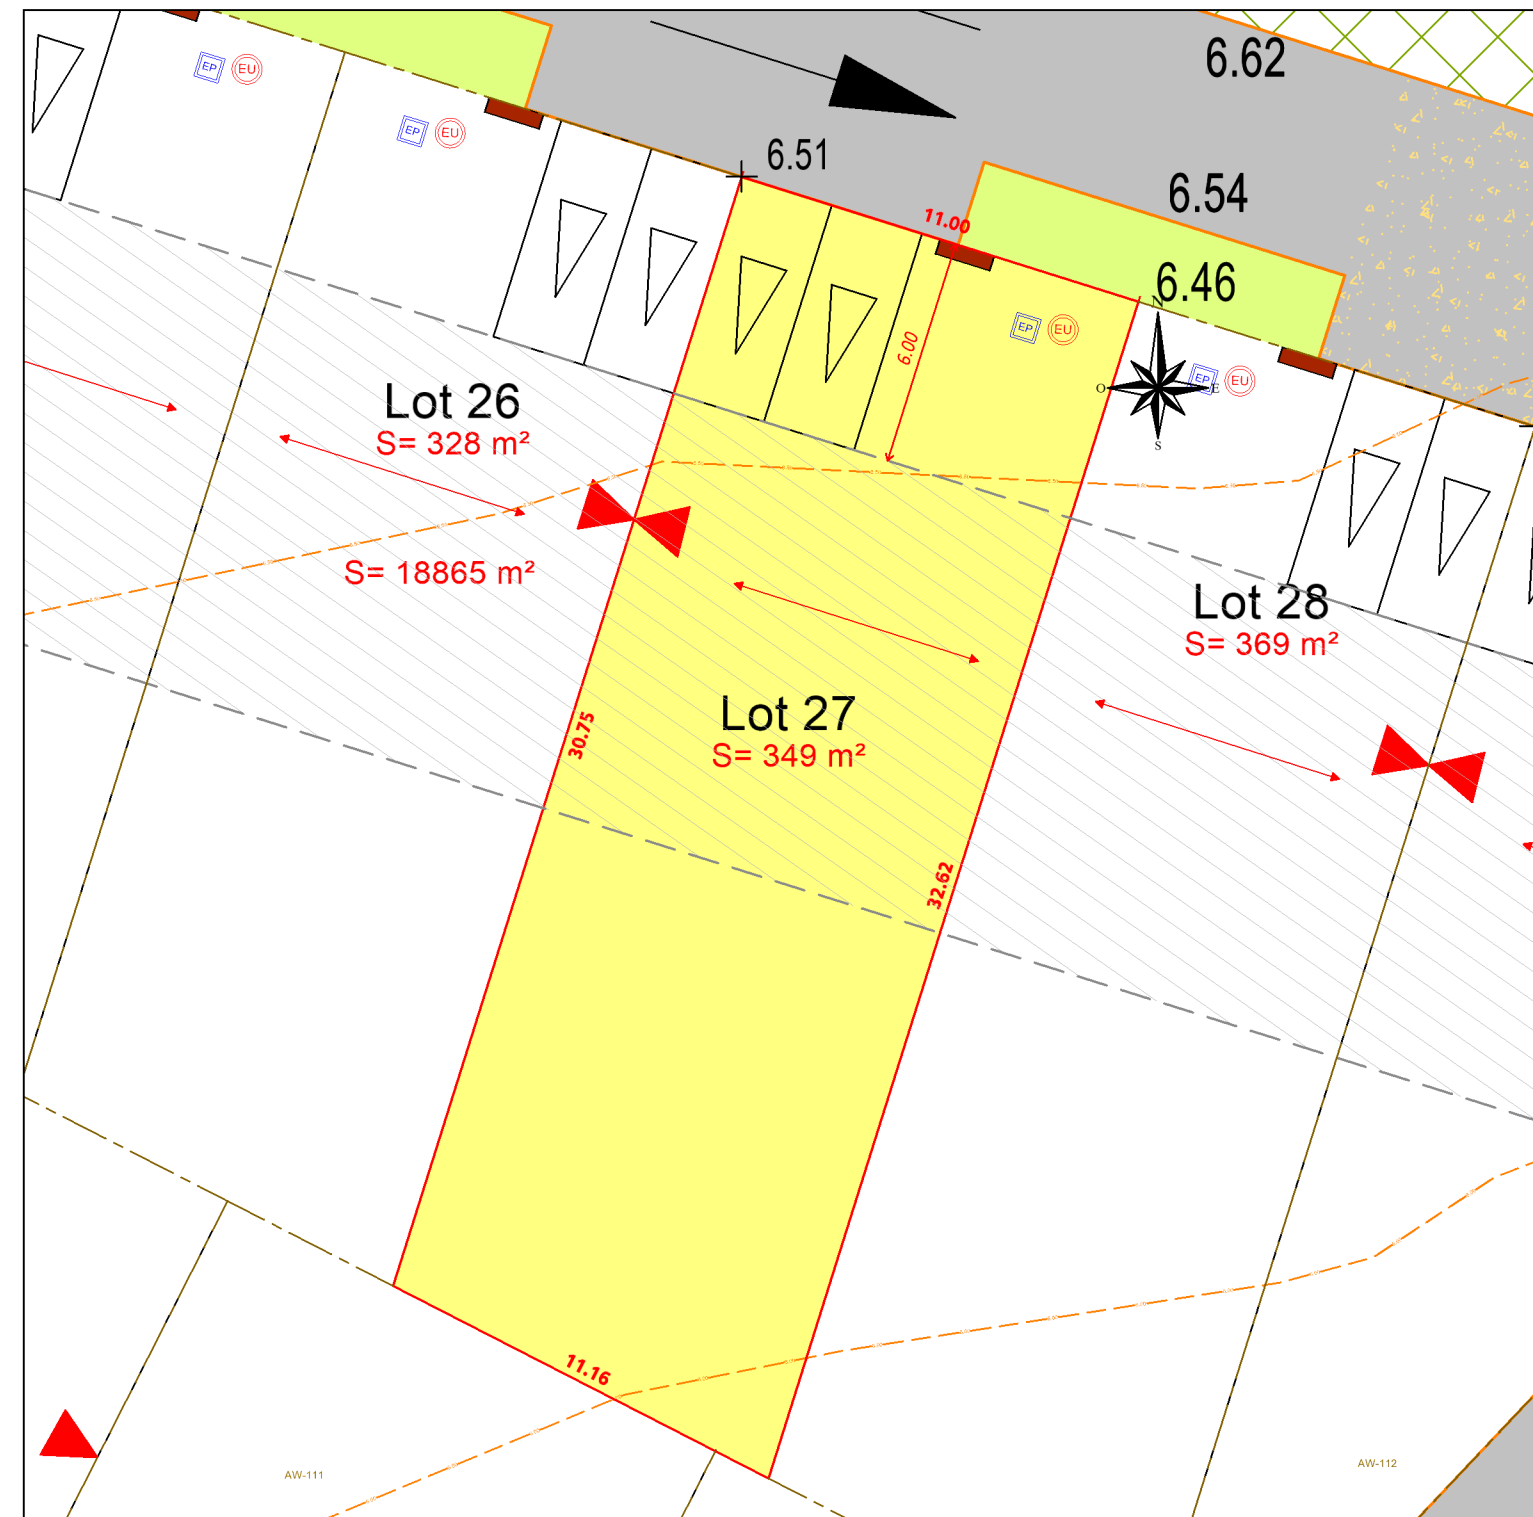 6.62
EP
EU
EP
EU
6.51
6.54
11.00
6.46
N
EP
EU
6.00
EP
EU
O
E
S
Lot 26
S= 328 m²
S= 18865 m²
Lot 28
S= 369 m²
Lot 27
S= 349 m²
30.75
32.62
11.16
AW-111
AW-112